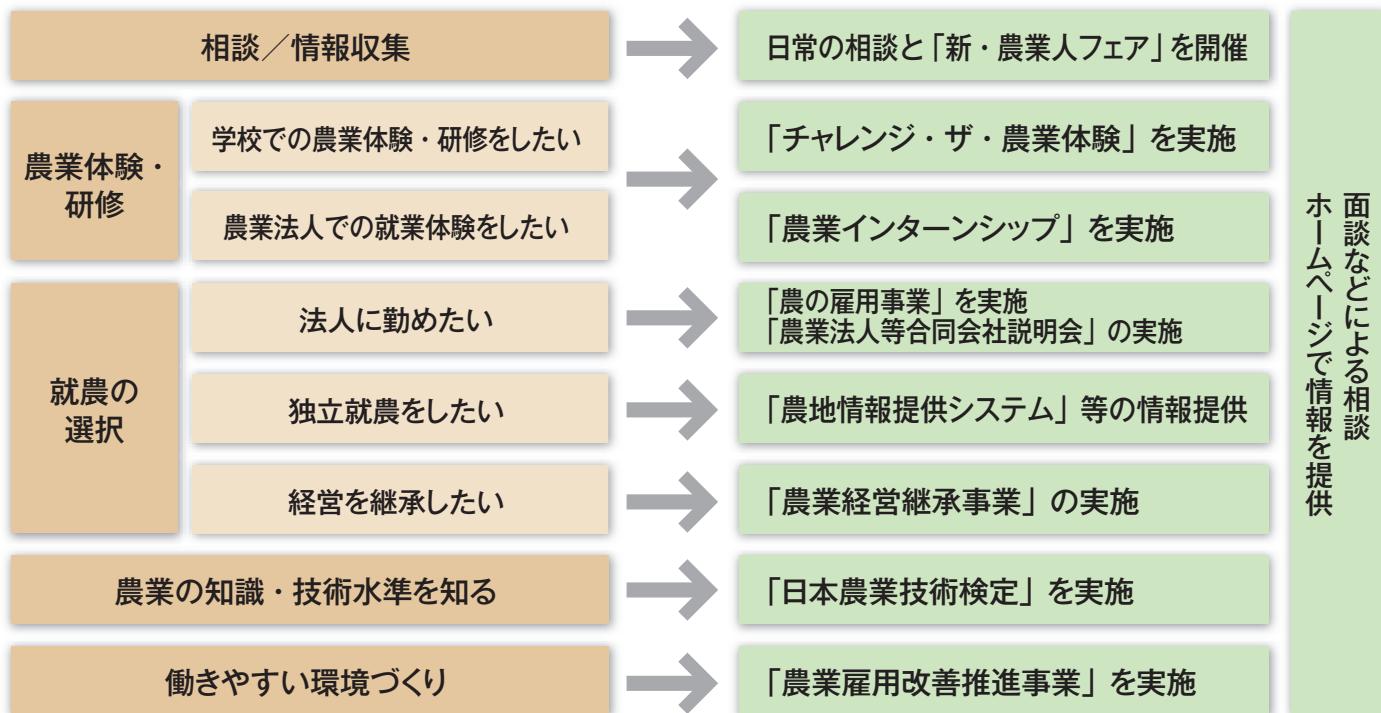 相談／情報収集
日常の相談と「新・農業人フェア」を開催
農業体験・
研修
学校での農業体験・研修をしたい
「チャレンジ・ザ・農業体験」を実施
農業法人での就業体験をしたい
「農業インターンシップ」を実施
就農の
選択
法人に勤めたい
「農の雇用事業」を実施
「農業法人等合同会社説明会」の実施
独立就農をしたい
「農地情報提供システム」等の情報提供
経営を継承したい
「農業経営継承事業」の実施
農業の知識・技術水準を知る
「日本農業技術検定」を実施
働きやすい環境づくり
「農業雇用改善推進事業」を実施
面談などによる相談
ホームページで情報を提供